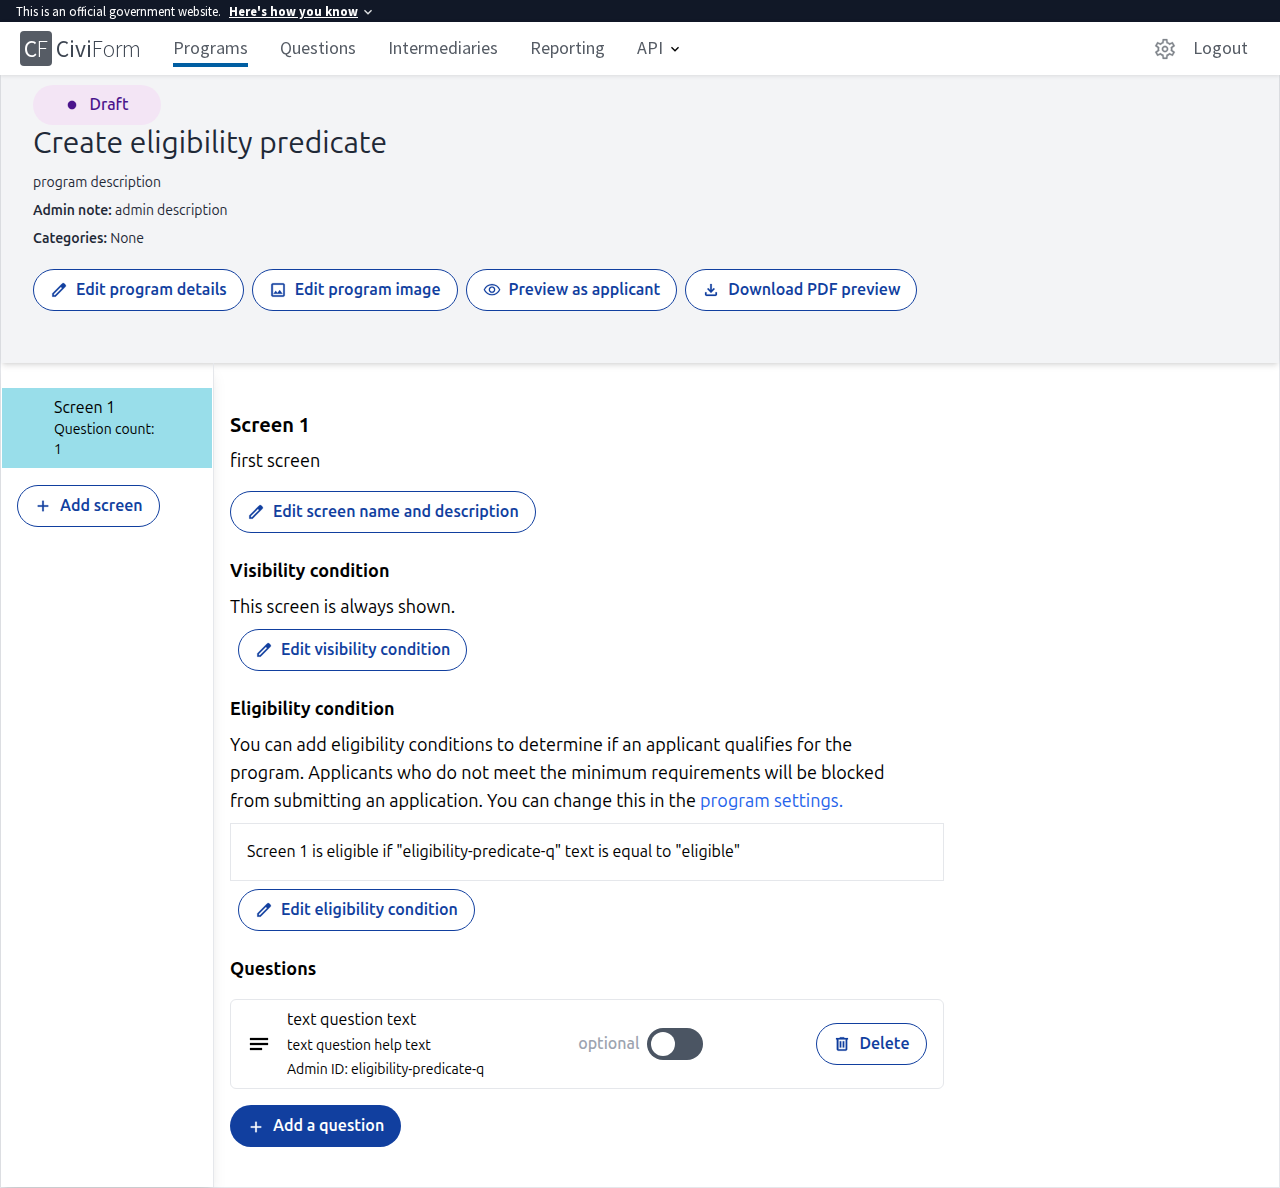 This is an official government website. Here's how you know
CF CiviForm Programs Questions Intermediaries Reporting API Logout
Draft
Create eligibility predicate
program description
Admin note: admin description
Categories: None
Edit program details Edit program image Preview as applicant Download PDF preview
Screen 1
Question count:
1
Add screen
Screen 1
first screen
Edit screen name and description
Visibility condition
This screen is always shown.
Edit visibility condition
Eligibility condition
You can add eligibility conditions to determine if an applicant qualifies for the
program. Applicants who do not meet the minimum requirements will be blocked
from submitting an application. You can change this in the program settings.
Screen 1 is eligible if "eligibility-predicate-q" text is equal to "eligible"
Edit eligibility condition
Questions
text question text
text question help text
Admin ID: eligibility-predicate-q
optional
Delete
Add a question